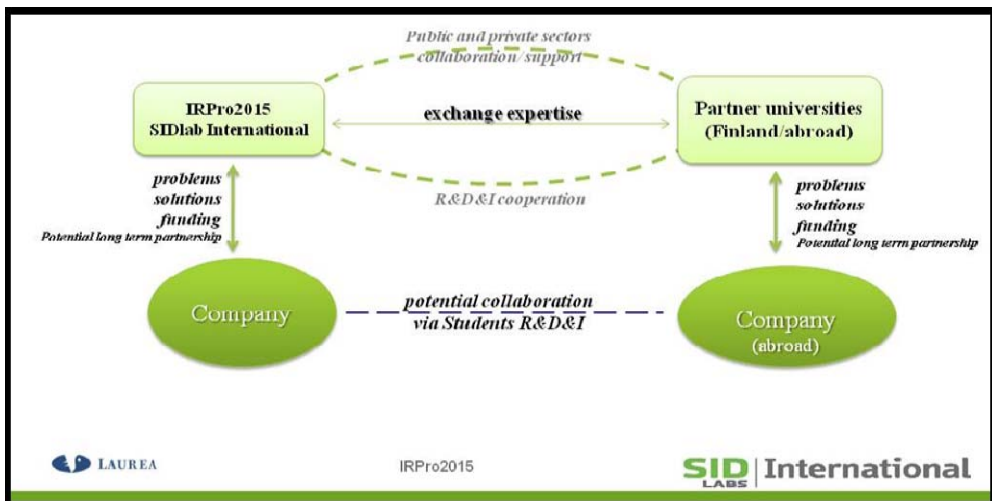 Public and private sectors
collaboration/support
IRPro2015
SIDlab International
exchange expertise
Partner universities
(Finland/abroad)
problems
solutions
funding
Potential long term partnership
R&D&I cooperation
problems
solutions
funding
Potential long term partnership
Company
potential collaboration
via Students R&D&I
Company
(abroad)
LAUREA
IRPro2015
SID
LABS
International